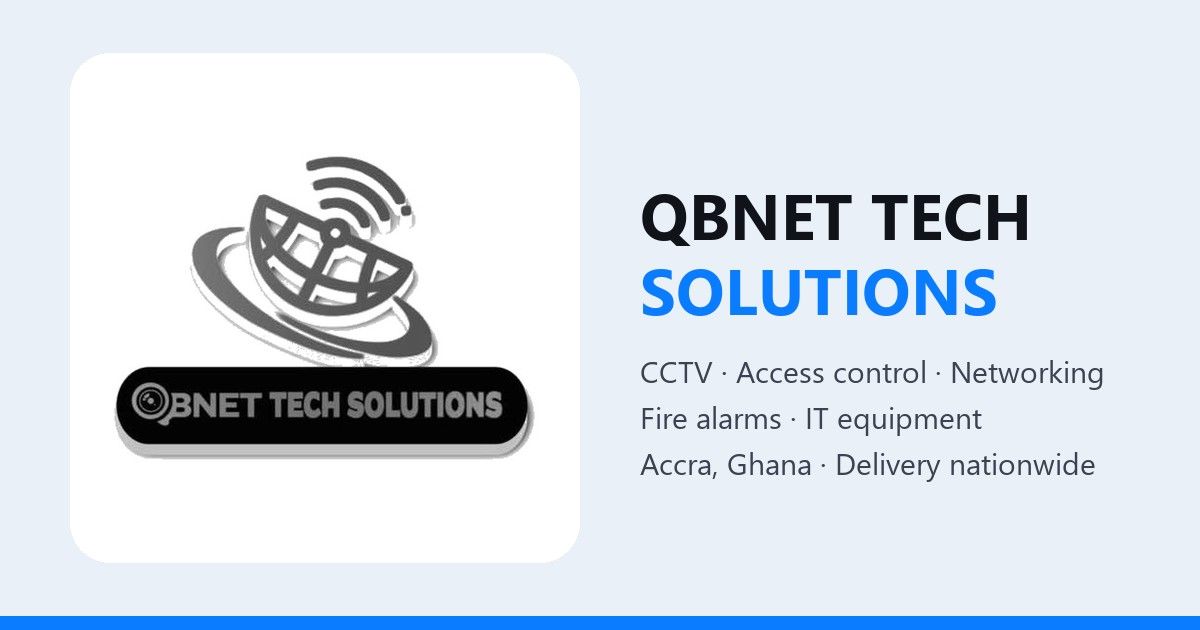 QBNET TECH SOLUTIONS
QBNET TECH
SOLUTIONS
CCTV · Access control · Networking
Fire alarms · IT equipment
Accra, Ghana · Delivery nationwide